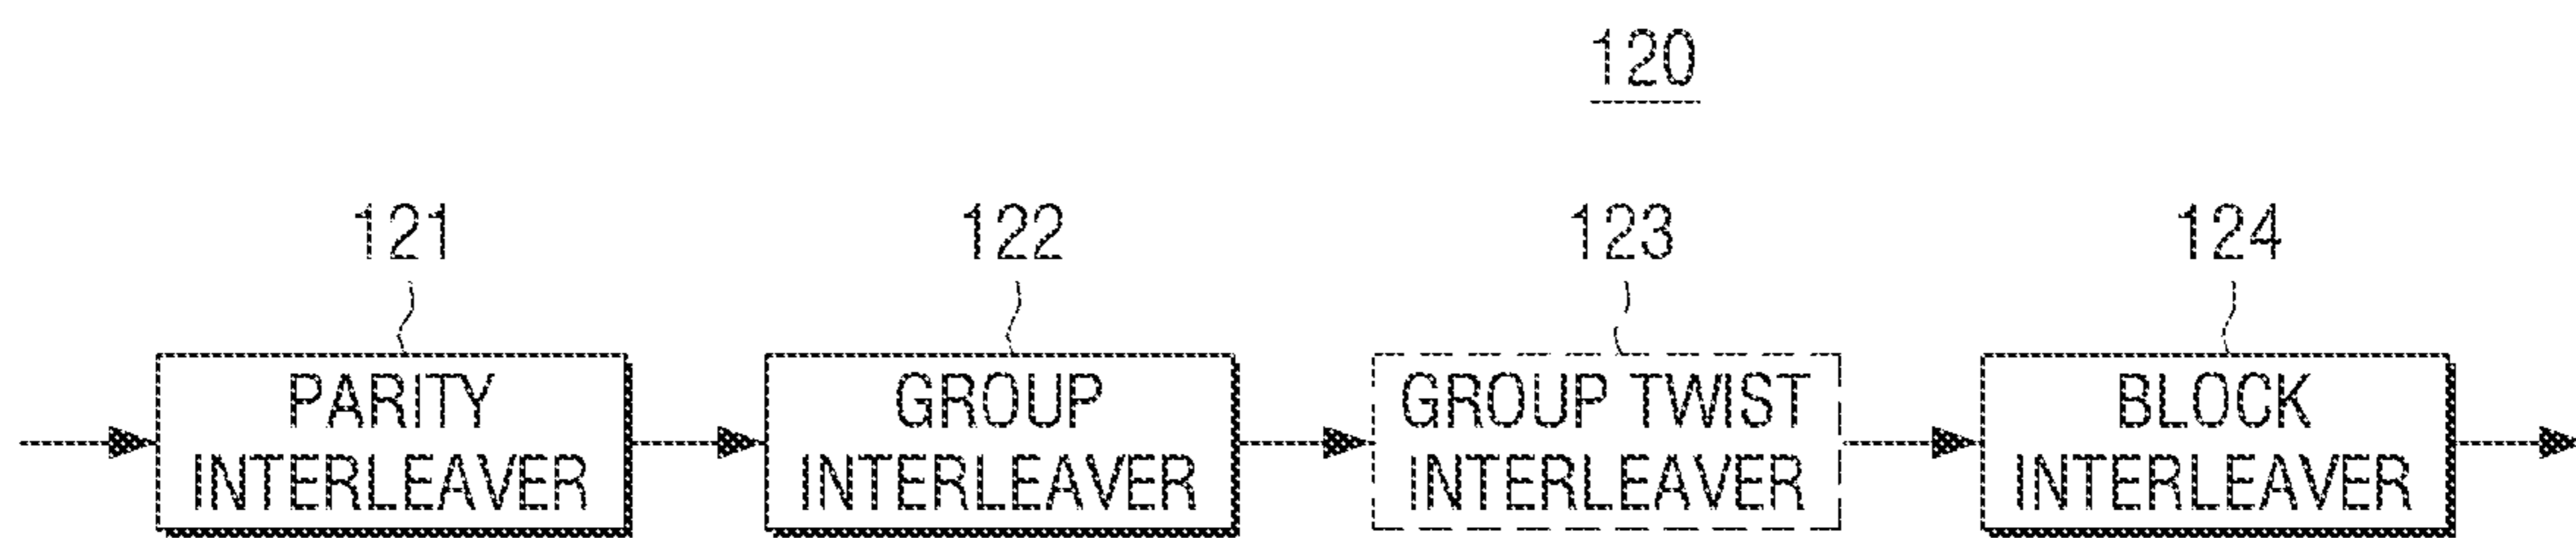 120
121
122
123
124
PARITY
INTERLEAVER
GROUP
INTERLEAVER
GROUP TWIST
INTERLEAVER
BLOCK
INTERLEAVER